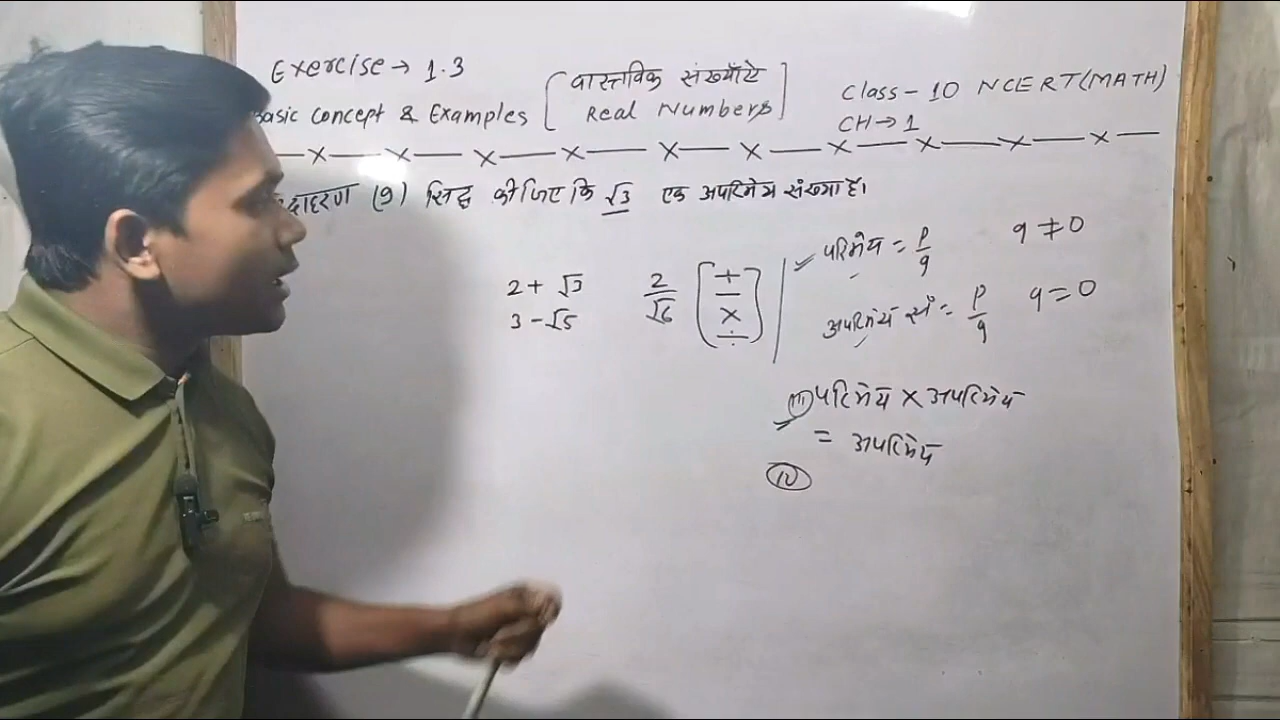 Exercise → 1.3
Basic Concept & Examples
[वास्तविक संख्याँऐ
Real Numbers]
Class - 10 NCERT (MATH)
CH → 1
उदाहरण (9) सिद्ध कीजिए कि √3 एक अपरिमेय संख्या है।
2 + √3
3 - √5
2/√6 [+ - × ÷]
परिमेय = p/q q ≠ 0
अपरिमेय सं = p/q q = 0
(III) परिमेय × अपरिमेय
= अपरिमेय
(IV)